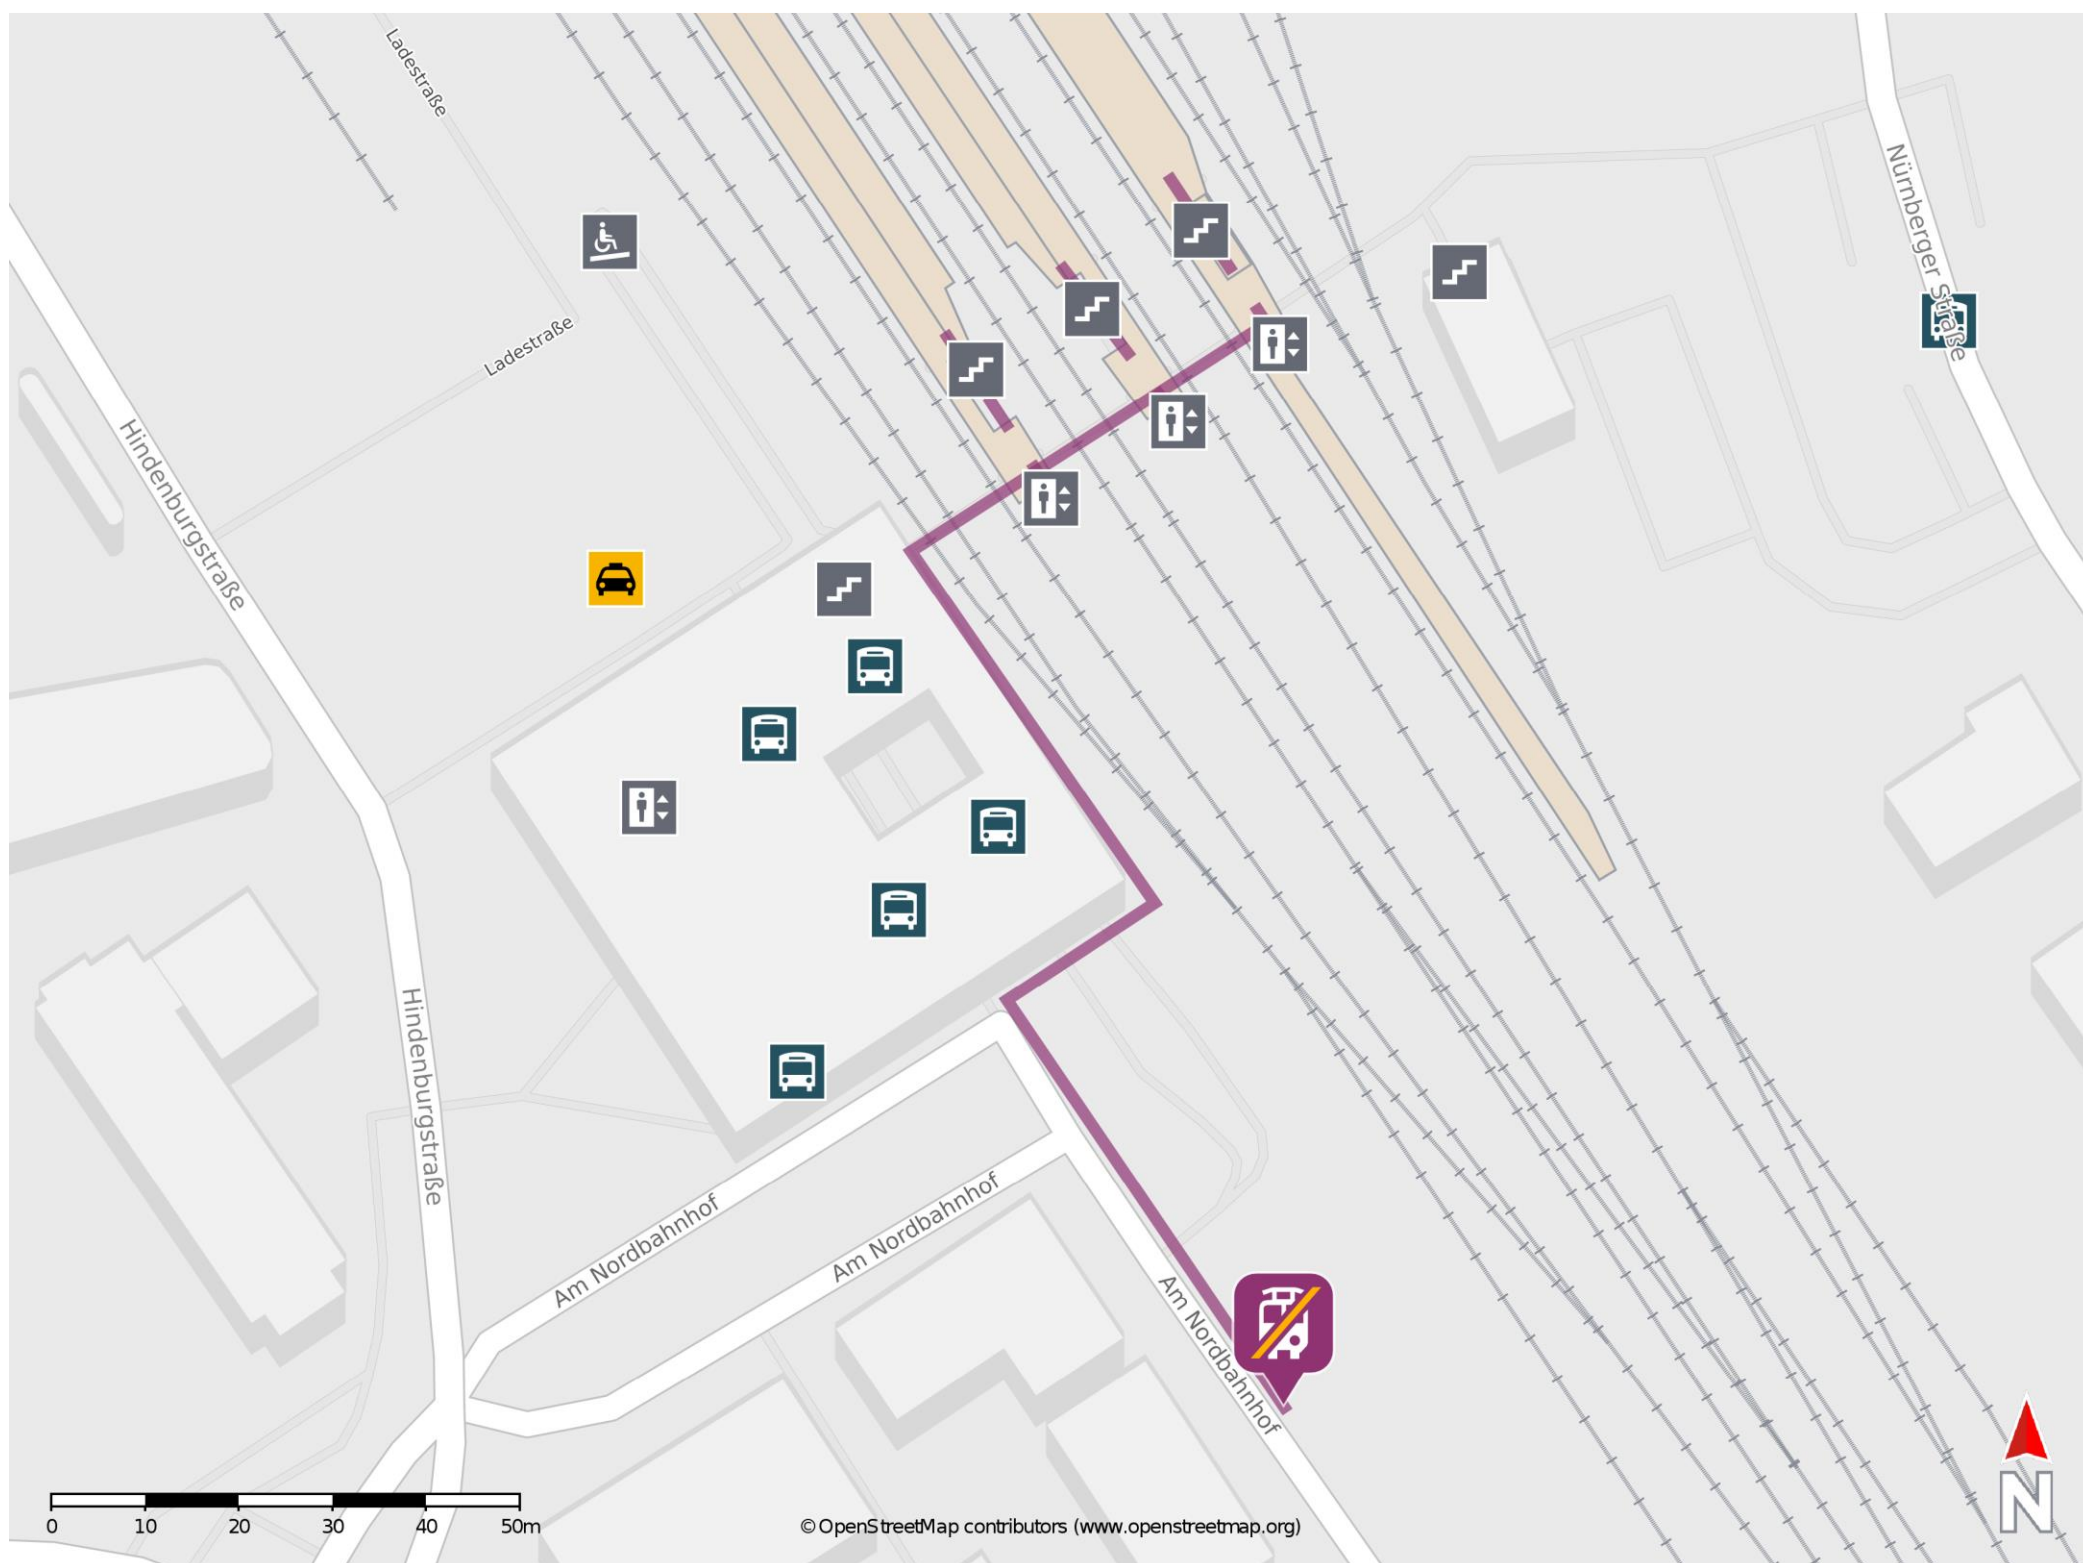 Ladestraße
Nürnberger Straße
Ladestraße
Hindenburgstraße
Hindenburgstraße
Am Nordbahnhof
Am Nordbahnhof
Am Nordbahnhof
0 10 20 30 40 50m
© OpenStreetMap contributors (www.openstreetmap.org)
N